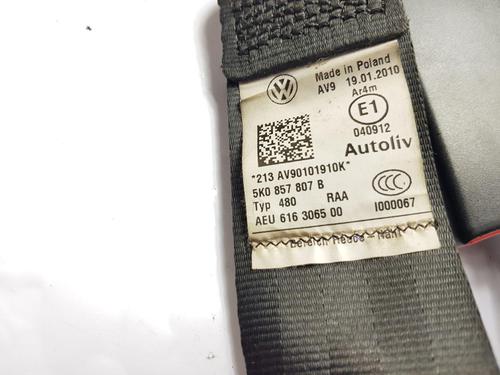 Made in Poland
AV9 19.01.2010
Ar4m
E1
040912
Autoliv
*213 AV90101910K*
5K0 857 807 B
Typ 480 RAA
CCC
AEU 616 3065 00 I000067